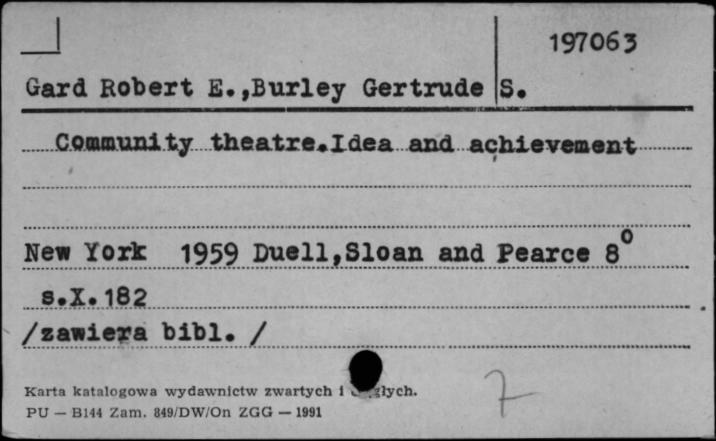 197063
Gard Robert E.,Burley Gertrude S.
Community theatre.Idea and achievement
New York 1959 Duell,Sloan and Pearce 8°
s.X.182
/zawiera bibl. /
Karta katalogowa wydawnictw zwartych i
PU — B144 Zam. 849/DW/On ZGG — 1991
7